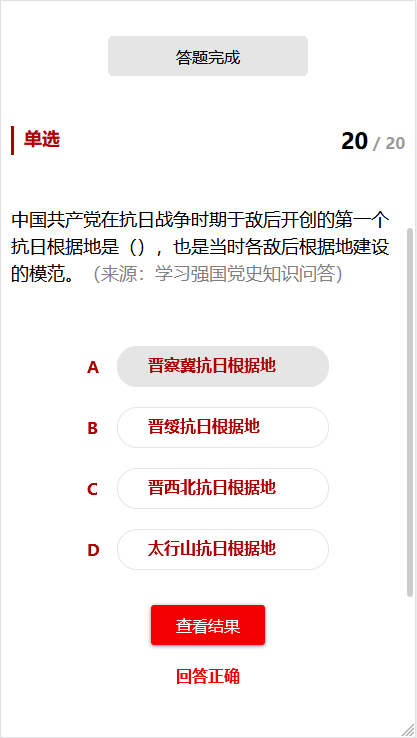 答题完成
单选
20 / 20
中国共产党在抗日战争时期于敌后开创的第一个
抗日根据地是（），也是当时各敌后根据地建设
的模范。（来源：学习强国党史知识问答）
A 晋察冀抗日根据地
B 晋绥抗日根据地
C 晋西北抗日根据地
D 太行山抗日根据地
查看结果
回答正确